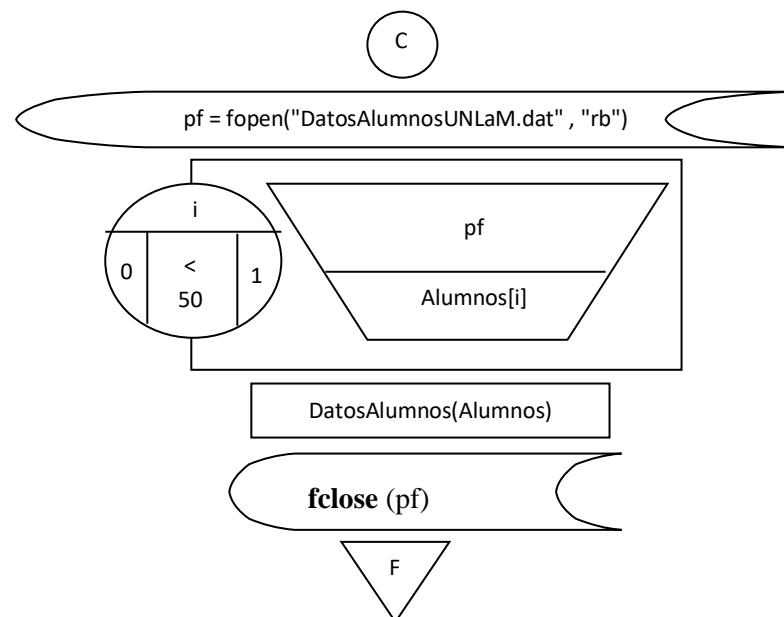 C
pf = fopen("DatosAlumnosUNLaM.dat" , "rb")
i
0
<
50
1
pf
Alumnos[i]
DatosAlumnos(Alumnos)
fclose (pf)
F